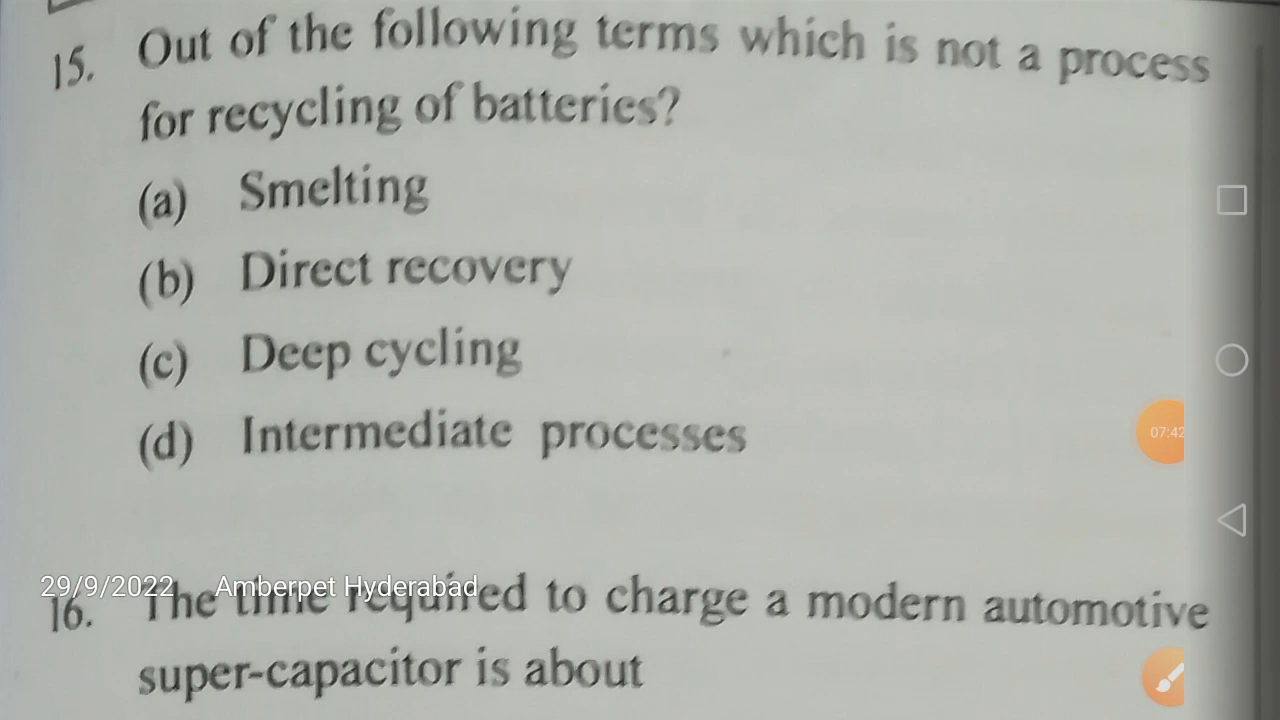 15. Out of the following terms which is not a process
for recycling of batteries?
(a) Smelting
(b) Direct recovery
(c) Deep cycling
(d) Intermediate processes
07:42
29/9/2022 Amberpet Hyderabad
16. The time required to charge a modern automotive
super-capacitor is about